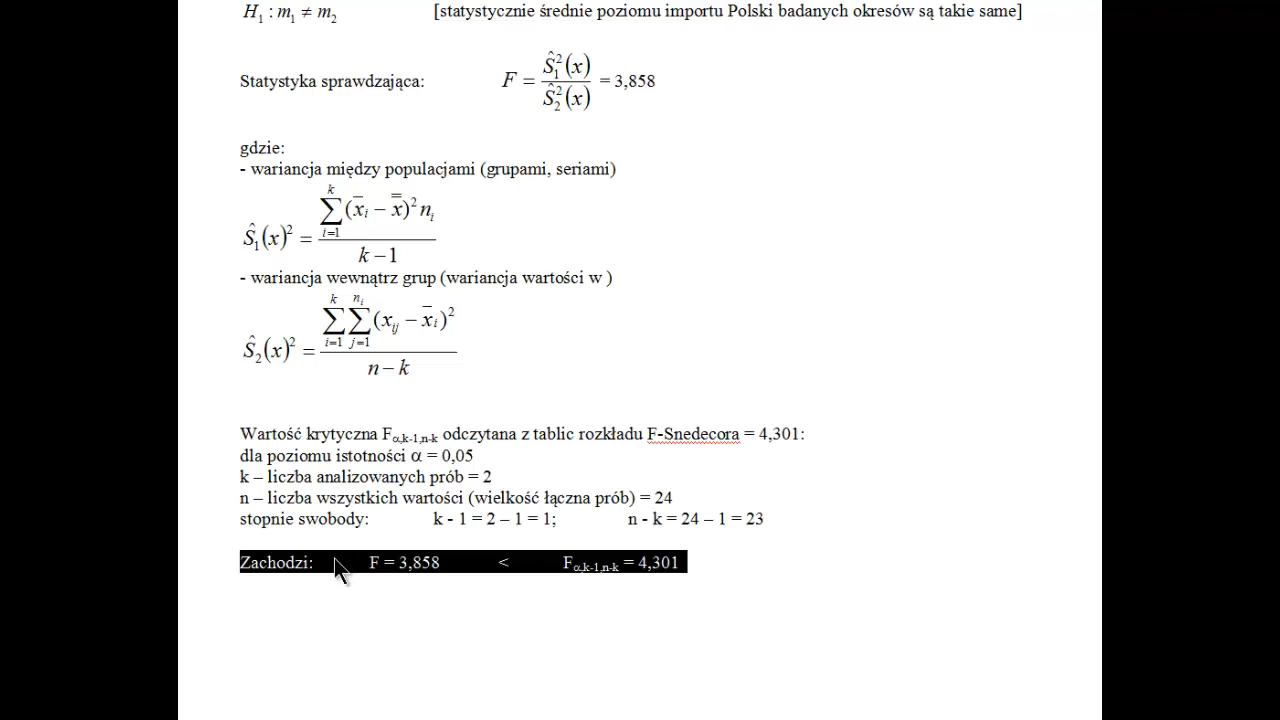 H₁ : m₁ ≠ m₂ [statystycznie średnie poziomu importu Polski badanych okresów są takie same]
Statystyka sprawdzająca: F = Ŝ₁²(x) / Ŝ₂²(x) = 3,858
gdzie:
- wariancja między populacjami (grupami, seriami)
Ŝ₁(x)² = ∑_{i=1}^{k} (x̄ᵢ − x̿)² nᵢ / (k − 1)
- wariancja wewnątrz grup (wariancja wartości w )
Ŝ₂(x)² = ∑_{i=1}^{k} ∑_{j=1}^{nᵢ} (xᵢⱼ − x̄ᵢ)² / (n − k)
Wartość krytyczna F_{α,k-1,n-k} odczytana z tablic rozkładu F-Snedecora = 4,301:
dla poziomu istotności α = 0,05
k – liczba analizowanych prób = 2
n – liczba wszystkich wartości (wielkość łączna prób) = 24
stopnie swobody: k - 1 = 2 – 1 = 1; n - k = 24 – 1 = 23
Zachodzi: F = 3,858 < F_{α,k-1,n-k} = 4,301